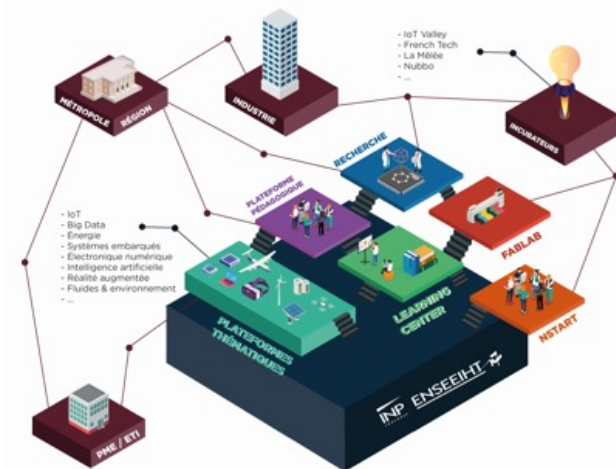 - IoT Valley
- French Tech
- La Mêlée
- Nubbo
- ...
MÉTROPOLE
RÉGION
INDUSTRIE
INCUBATEURS
RECHERCHE
PLATEFORME
PÉDAGOGIQUE
FABLAB
- IoT
- Big Data
- Énergie
- Systèmes embarqués
- Électronique numérique
- Intelligence artificielle
- Réalité augmentée
- Fluides & environnement
- ...
LEARNING
CENTER
NSTART
PLATEFORMES
THÉMATIQUES
INP ENSEEIHT
PME / ETI